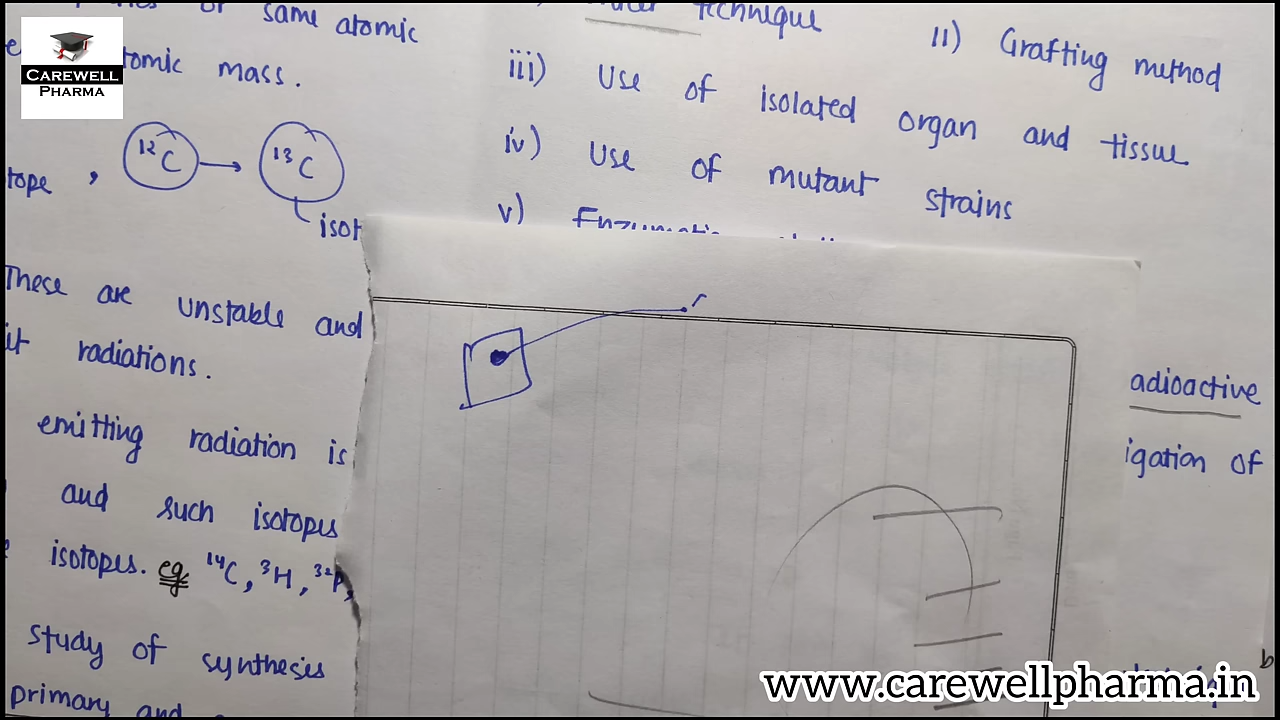 of same atomic
atomic mass.
CAREWELL
PHARMA
12C → 13C
tope ,
isot
These are unstable and
it radiations.
emitting radiation is
and such isotopes
isotopes. eg 14C, 3H, 32P,
study of synthesis
primary and
technique ii) Grafting method
iii) Use of isolated organ and tissue
iv) Use of mutant strains
v)
adioactive
igation of
b
www.carewellpharma.in